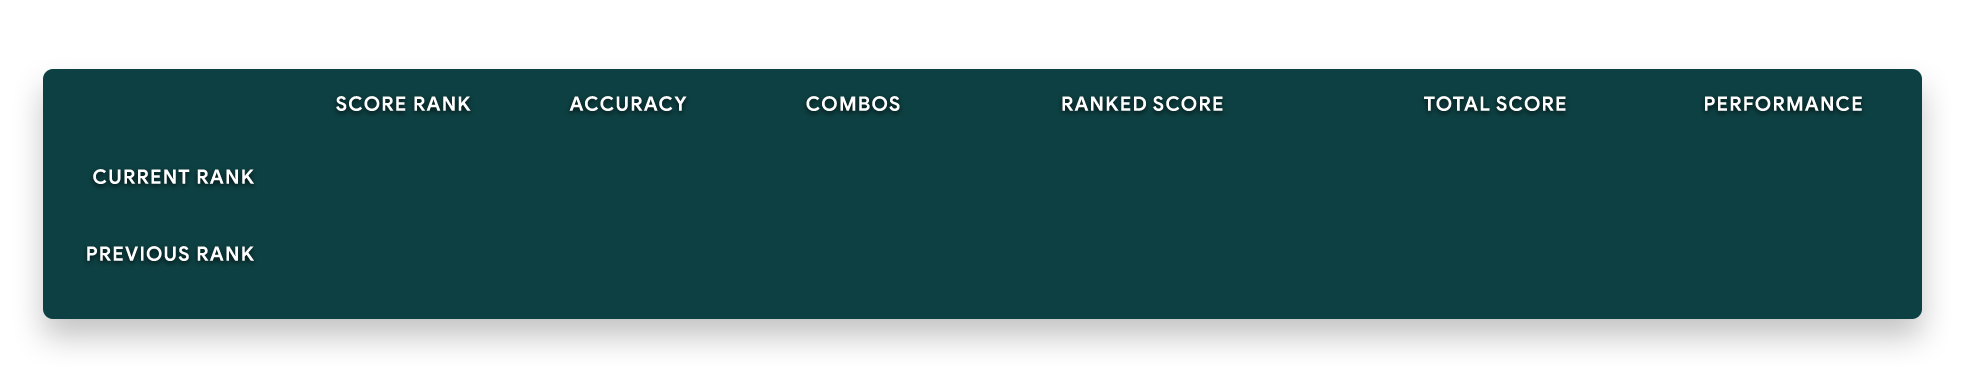 SCORE RANK ACCURACY COMBOS RANKED SCORE TOTAL SCORE PERFORMANCE
CURRENT RANK
PREVIOUS RANK